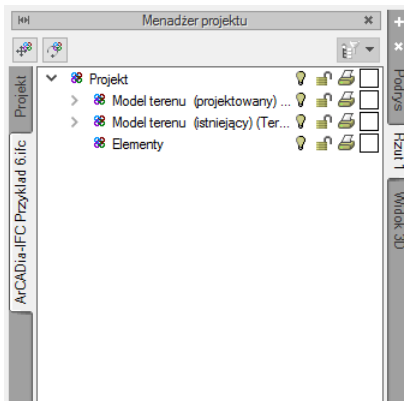 Menadżer projektu
Projekt
Model terenu (projektowany) ...
Model terenu (istniejący) (Ter...
Elementy
Projekt
ArCADia-IFC Przyklad 6.ifc
Podrys
Rzut 1
Widok 3D